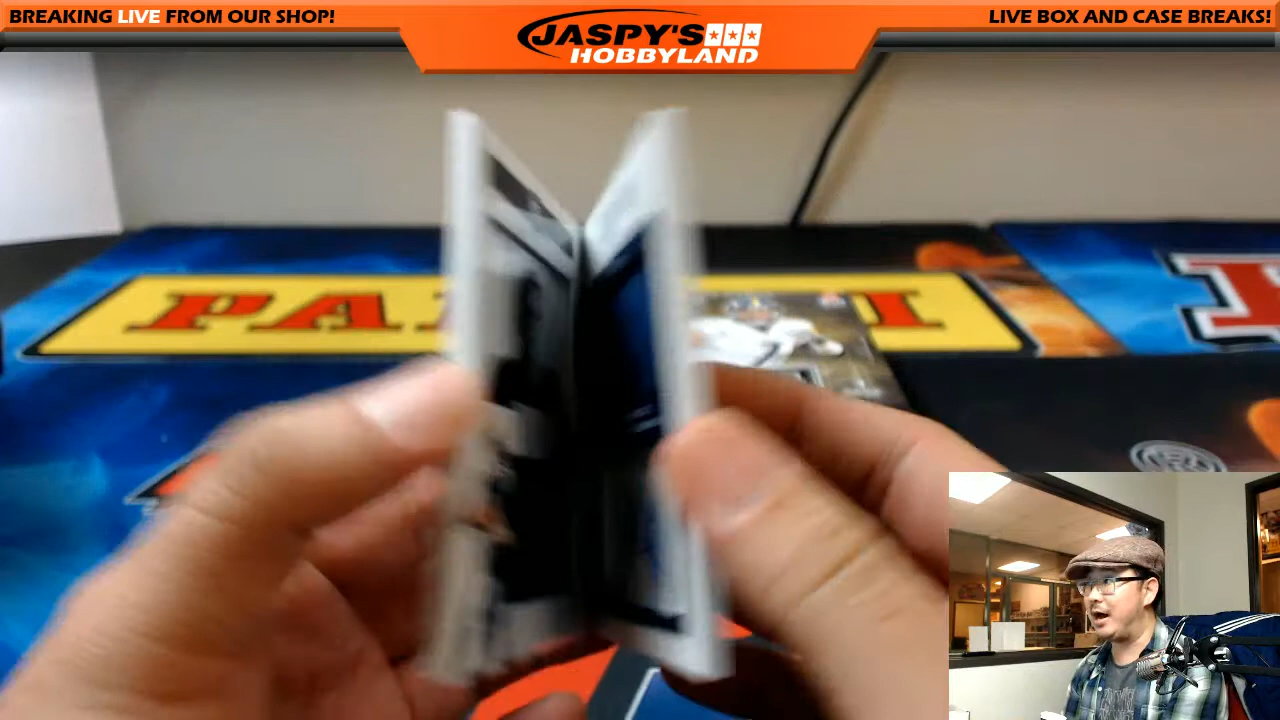 BREAKING LIVE FROM OUR SHOP!
JASPY'S
HOBBYLAND
LIVE BOX AND CASE BREAKS!